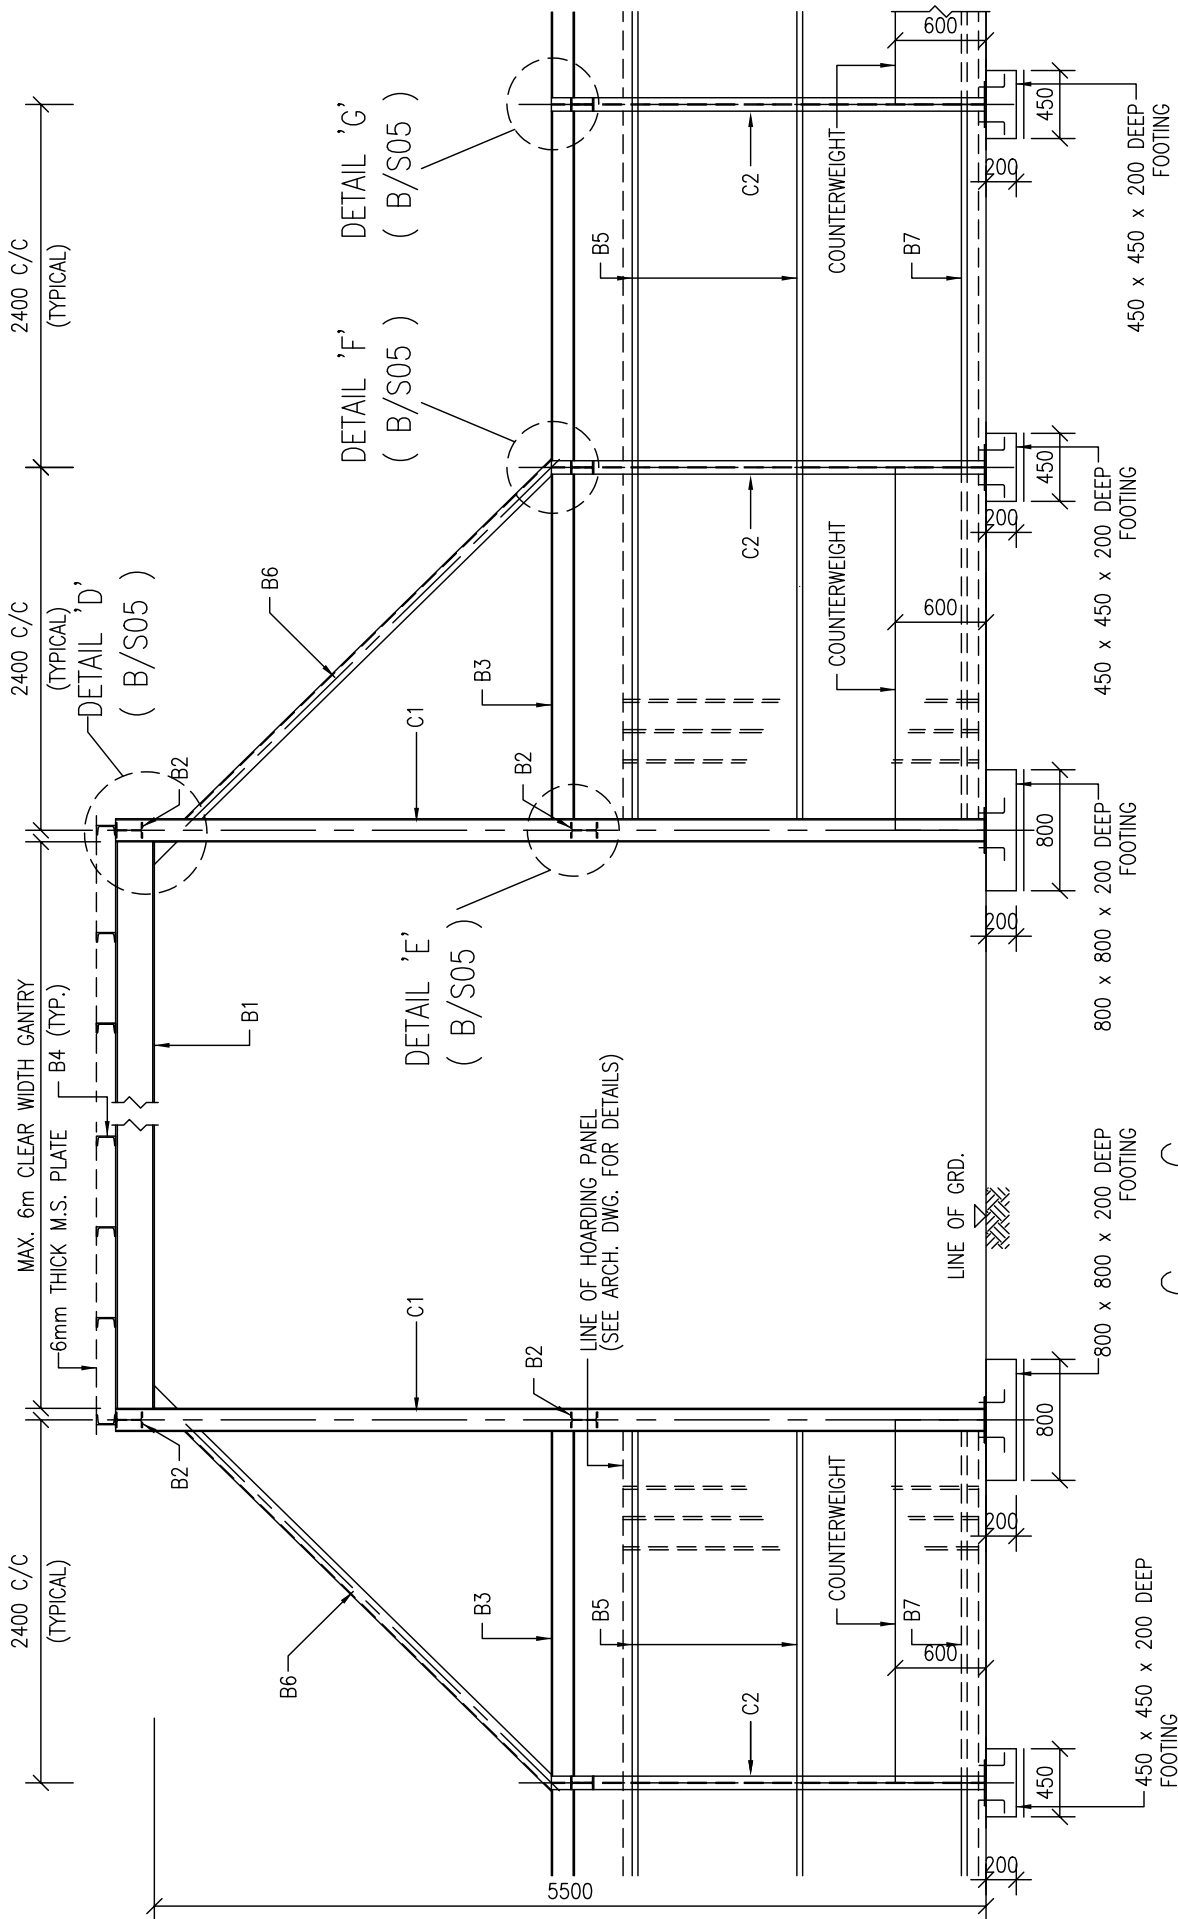 2400 C/C
(TYPICAL)
MAX. 6m CLEAR WIDTH GANTRY
6mm THICK M.S. PLATE
B4 (TYP.)
2400 C/C
(TYPICAL)
2400 C/C
(TYPICAL)
DETAIL 'D'
( B/S05 )
B2
B2
B1
B6
B6
DETAIL 'F'
( B/S05 )
DETAIL 'G'
( B/S05 )
C1
C1
DETAIL 'E'
( B/S05 )
B3
B3
B2
B2
5500
LINE OF HOARDING PANEL
(SEE ARCH. DWG. FOR DETAILS)
B5
B5
C2
C2
C2
COUNTERWEIGHT
COUNTERWEIGHT
COUNTERWEIGHT
B7
B7
600
600
600
LINE OF GRD.
200
200
200
200
200
450
800
800
450
450
450 x 450 x 200 DEEP
FOOTING
800 x 800 x 200 DEEP
FOOTING
800 x 800 x 200 DEEP
FOOTING
450 x 450 x 200 DEEP
FOOTING
450 x 450 x 200 DEEP
FOOTING